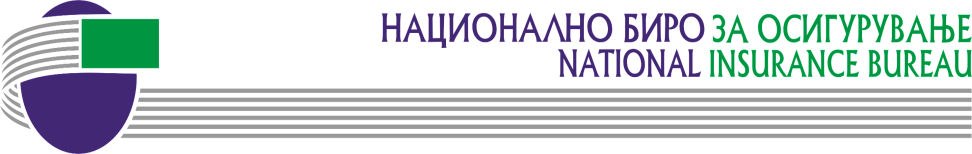 НАЦИОНАЛНО БИРО ЗА ОСИГУРУВАЊЕ
NATIONAL INSURANCE BUREAU